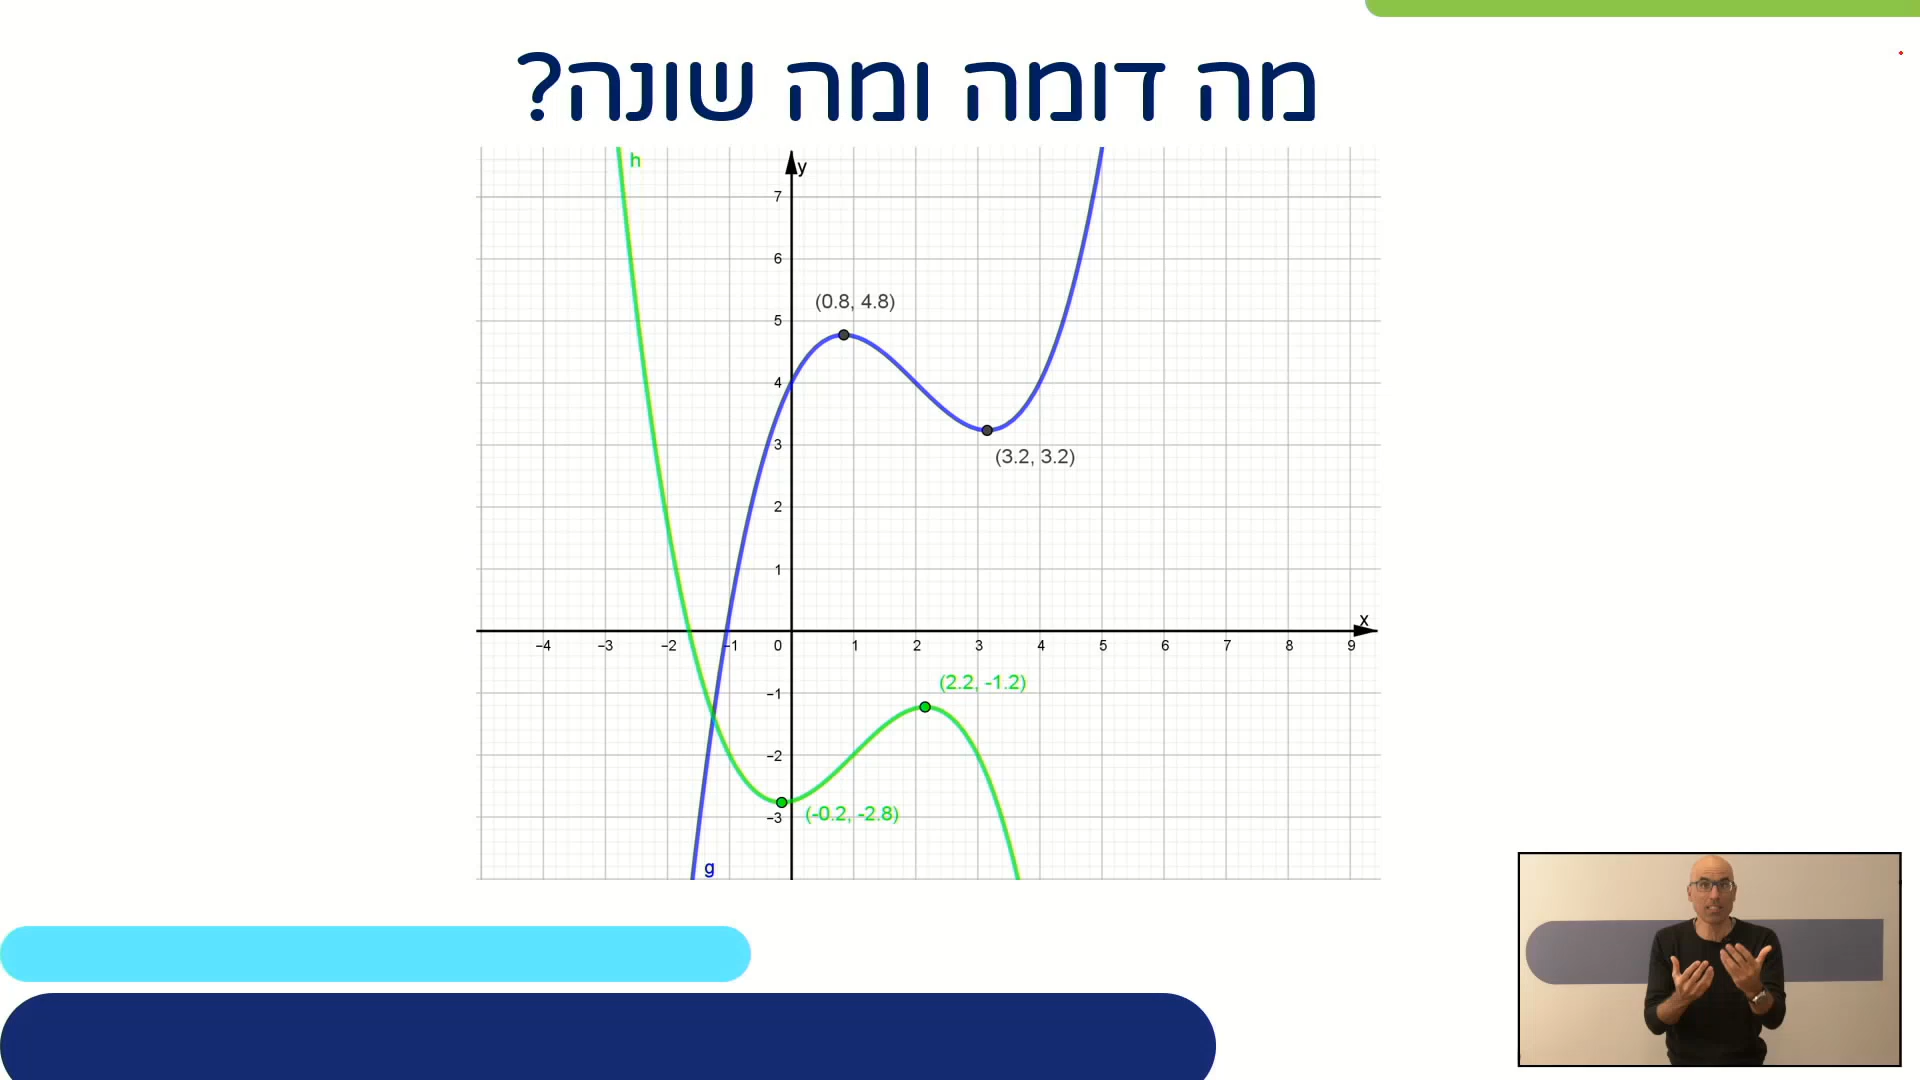 מה דומה ומה שונה?
h
y
7
6
(0.8, 4.8)
5
4
3
(3.2, 3.2)
2
1
x
−4 −3 −2 −1 0 1 2 3 4 5 6 7 8 9
(2.2, -1.2)
−1
−2
(-0.2, -2.8)
−3
g